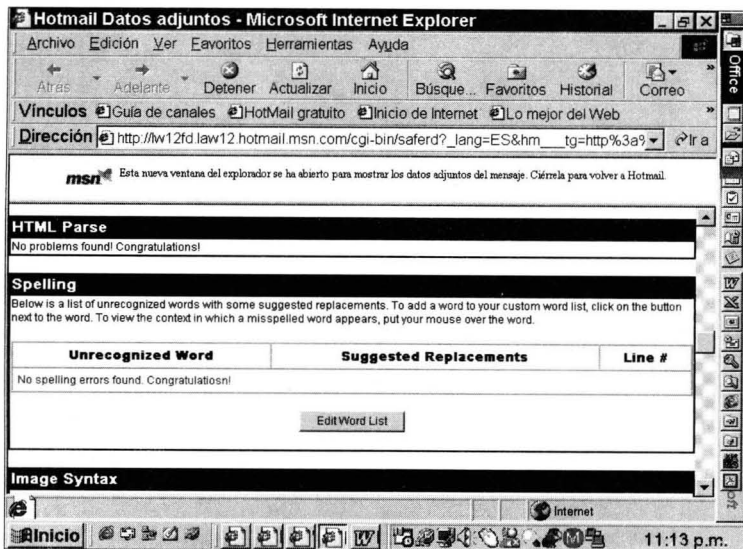 Hotmail Datos adjuntos - Microsoft Internet Explorer
Archivo Edición Ver Favoritos Herramientas Ayuda
Atrás Adelante Detener Actualizar Inicio Búsque... Favoritos Historial Correo
Vínculos Guía de canales HotMail gratuito Inicio de Internet Lo mejor del Web
Dirección http://lw12fd.law12.hotmail.msn.com/cgi-bin/saferd?_lang=ES&hm___tg=http%3a% Ir a
Office
msn Esta nueva ventana del explorador se ha abierto para mostrar los datos adjuntos del mensaje. Ciérrela para volver a Hotmail.
HTML Parse
No problems found! Congratulations!
Spelling
Below is a list of unrecognized words with some suggested replacements. To add a word to your custom word list, click on the button
next to the word. To view the context in which a misspelled word appears, put your mouse over the word.
Unrecognized Word Suggested Replacements Line #
No spelling errors found. Congratulatiosn!
Edit Word List
Image Syntax
Internet
Inicio 11:13 p.m.